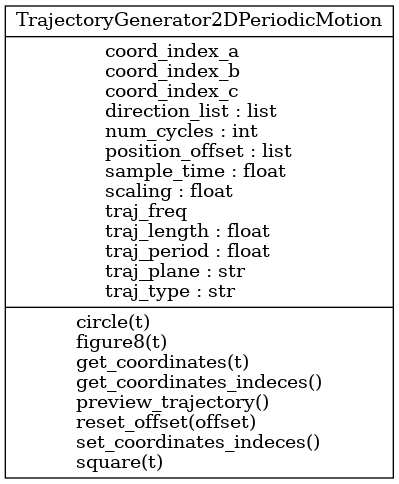 TrajectoryGenerator2DPeriodicMotion
coord_index_a
coord_index_b
coord_index_c
direction_list : list
num_cycles : int
position_offset : list
sample_time : float
scaling : float
traj_freq
traj_length : float
traj_period : float
traj_plane : str
traj_type : str
circle(t)
figure8(t)
get_coordinates(t)
get_coordinates_indeces()
preview_trajectory()
reset_offset(offset)
set_coordinates_indeces()
square(t)